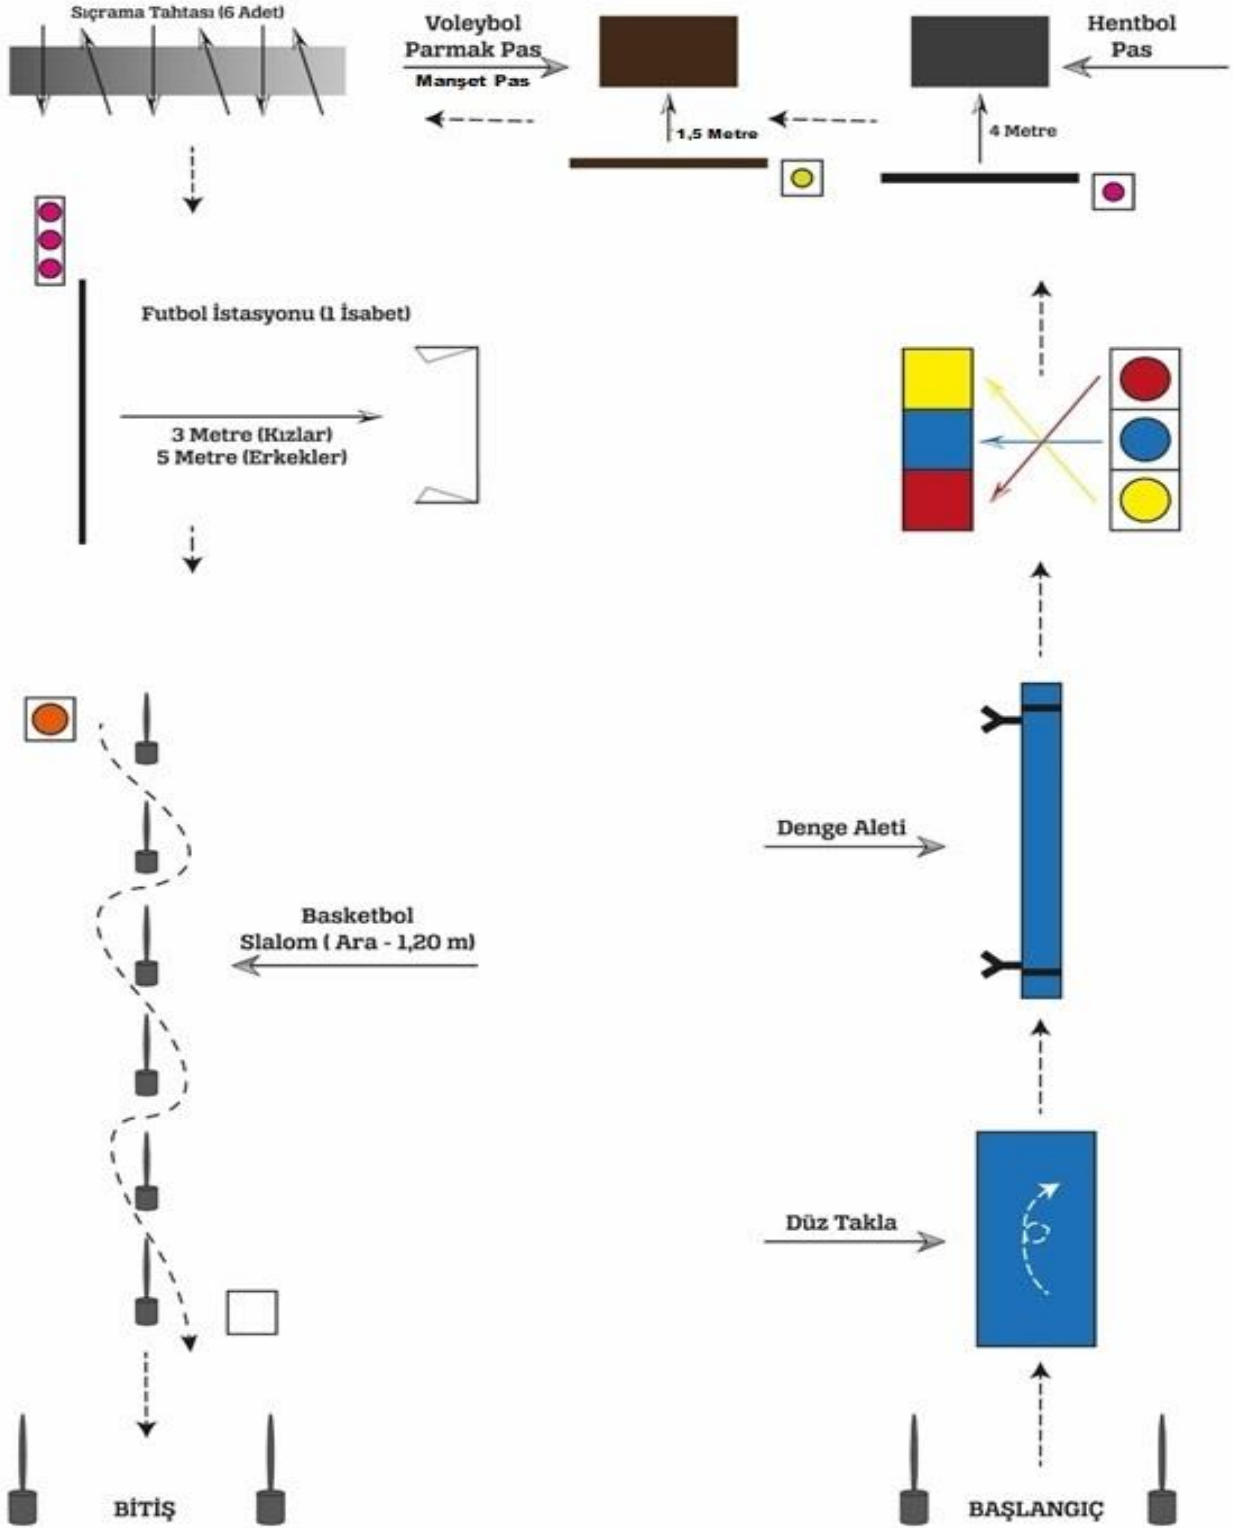 Sıçrama Tahtası (6 Adet)
Voleybol
Parmak Pas
Manşet Pas
Hentbol
Pas
1,5 Metre
4 Metre
Futbol İstasyonu (1 İsabet)
3 Metre (Kızlar)
5 Metre (Erkekler)
Denge Aleti
Basketbol
Slalom ( Ara - 1,20 m)
Düz Takla
BİTİŞ
BAŞLANGIÇ